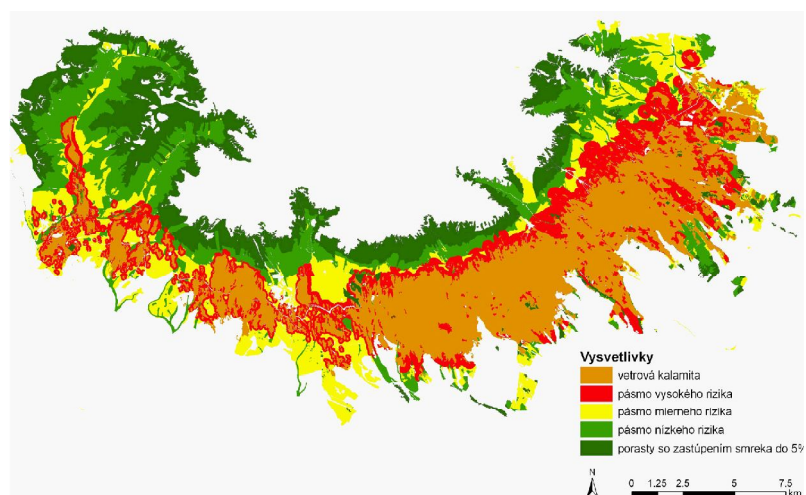 Vysvetlivky
vetrová kalamita
pásmo vysokého rizika
pásmo mierneho rizika
pásmo nízkeho rizika
porasty so zastúpením smreka do 5%
N
0 1.25 2.5 5 7.5
km